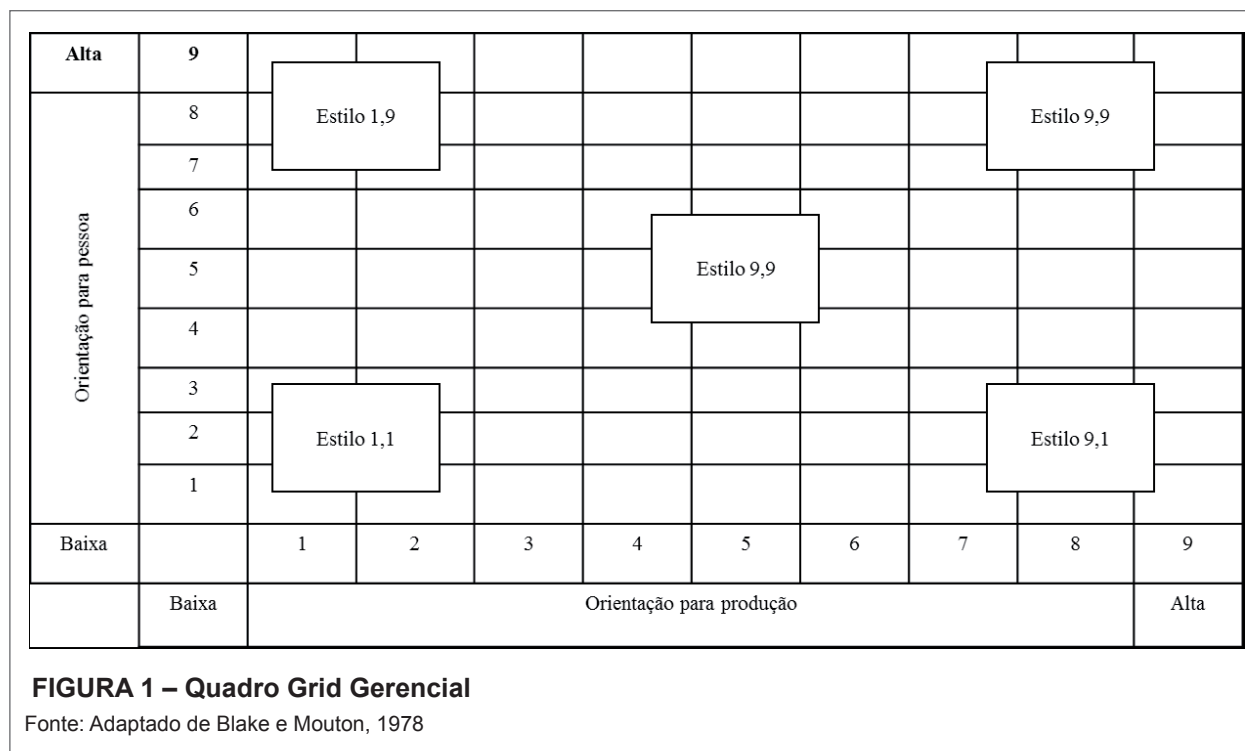 Alta 9
8 Estilo 1,9 Estilo 9,9
7
6
Orientação para pessoa
5 Estilo 9,9
4
3
2 Estilo 1,1 Estilo 9,1
1
Baixa 1 2 3 4 5 6 7 8 9
Baixa Orientação para produção Alta
FIGURA 1 – Quadro Grid Gerencial
Fonte: Adaptado de Blake e Mouton, 1978